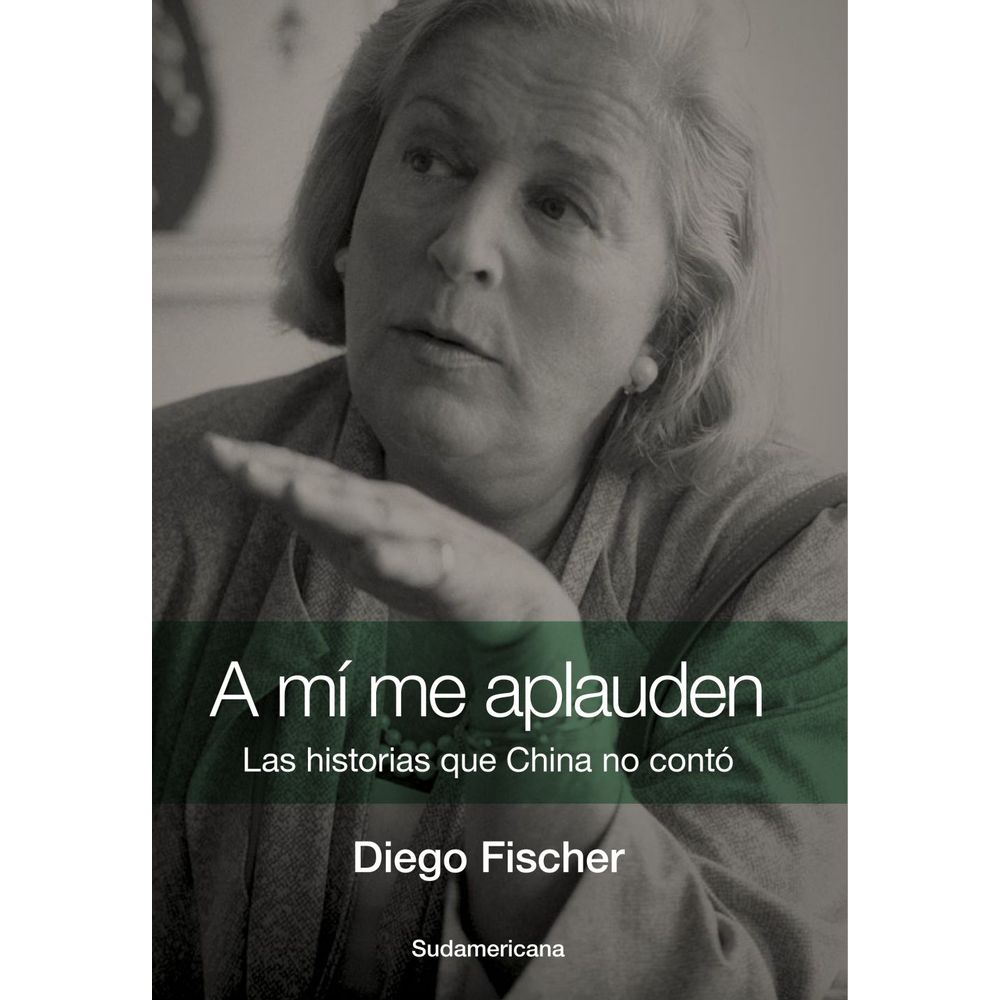 A mí me aplauden
Las historias que China no contó
Diego Fischer
Sudamericana